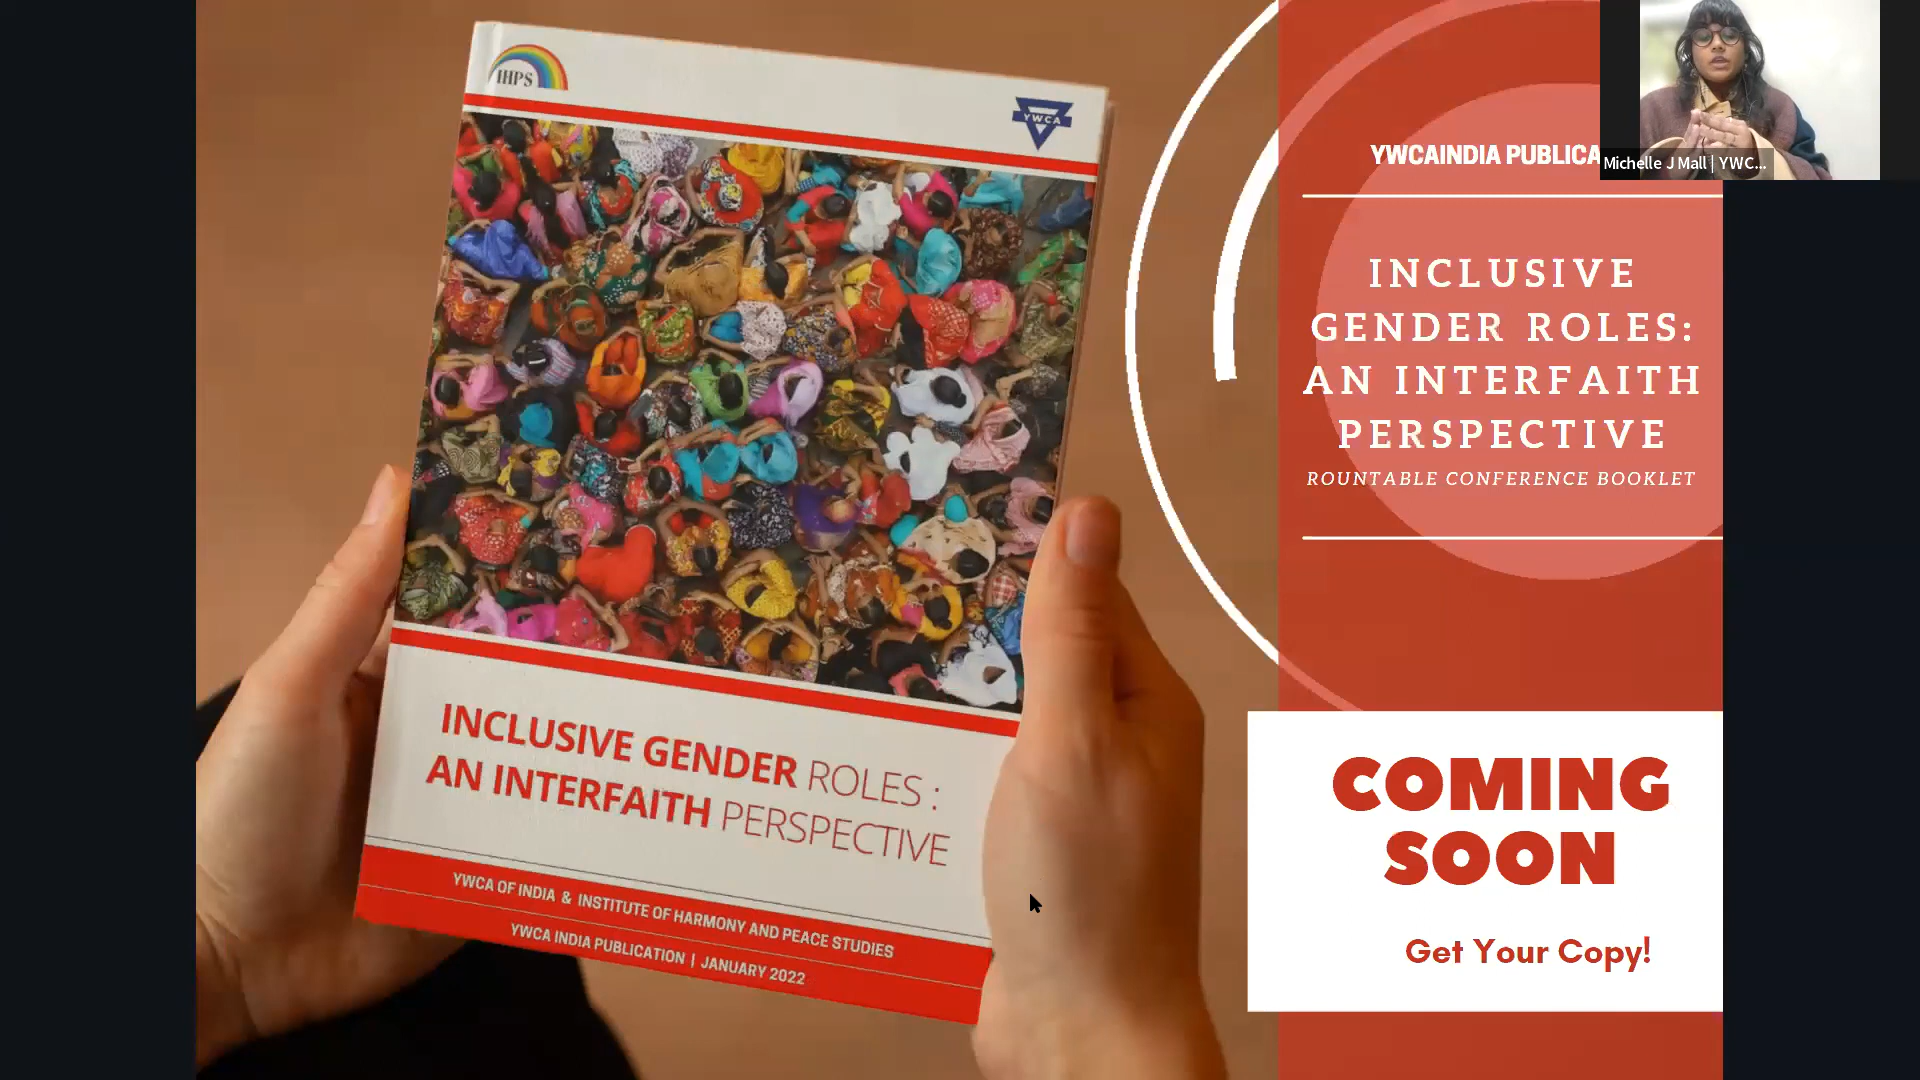 IHPS
YWCA
INCLUSIVE GENDER ROLES :
AN INTERFAITH PERSPECTIVE
YWCA OF INDIA & INSTITUTE OF HARMONY AND PEACE STUDIES
YWCA INDIA PUBLICATION | JANUARY 2022
YWCAINDIA PUBLICA
INCLUSIVE
GENDER ROLES:
AN INTERFAITH
PERSPECTIVE
ROUNTABLE CONFERENCE BOOKLET
COMING
SOON
Get Your Copy!
Michelle J Mall | YWC...